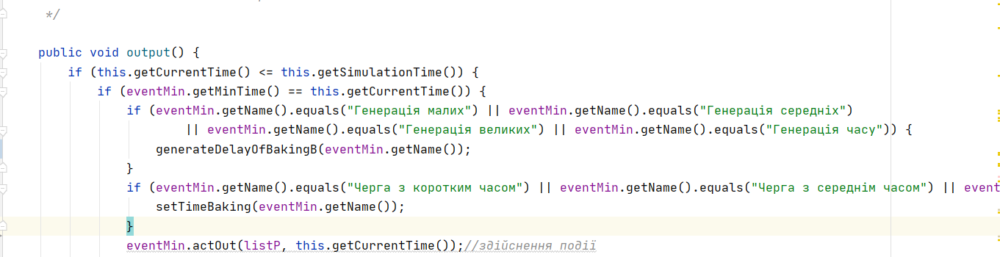 */
public void output() {
if (this.getCurrentTime() <= this.getSimulationTime()) {
if (eventMin.getMinTime() == this.getCurrentTime()) {
if (eventMin.getName().equals("Генерація малих") || eventMin.getName().equals("Генерація середніх")
|| eventMin.getName().equals("Генерація великих") || eventMin.getName().equals("Генерація часу")) {
generateDelayOfBakingB(eventMin.getName());
}
if (eventMin.getName().equals("Черга з коротким часом") || eventMin.getName().equals("Черга з середнім часом") || event
setTimeBaking(eventMin.getName());
}
eventMin.actOut(listP, this.getCurrentTime());//здійснення події